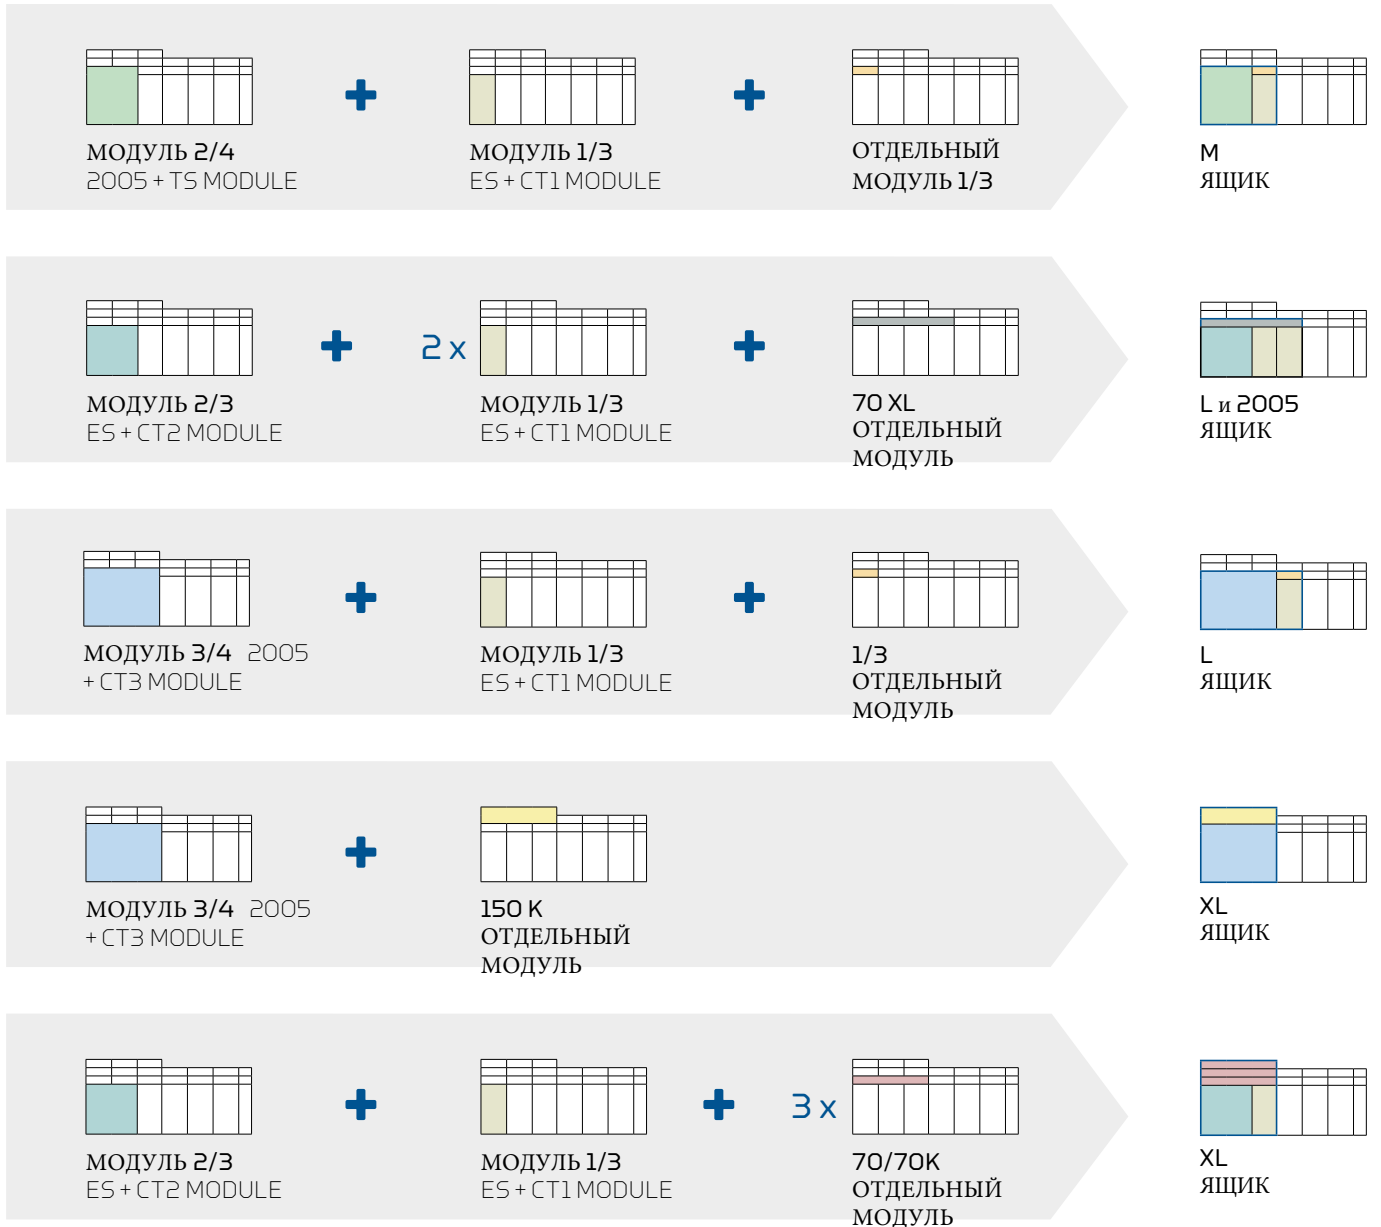 МОДУЛЬ 2/4
2005 + TS MODULE
МОДУЛЬ 1/3
ES + CT1 MODULE
ОТДЕЛЬНЫЙ
МОДУЛЬ 1/3
M
ЯЩИК
МОДУЛЬ 2/3
ES + CT2 MODULE
2 x
МОДУЛЬ 1/3
ES + CT1 MODULE
70 XL
ОТДЕЛЬНЫЙ
МОДУЛЬ
L и 2005
ЯЩИК
МОДУЛЬ 3/4 2005
+ CT3 MODULE
МОДУЛЬ 1/3
ES + CT1 MODULE
1/3
ОТДЕЛЬНЫЙ
МОДУЛЬ
L
ЯЩИК
МОДУЛЬ 3/4 2005
+ CT3 MODULE
150 K
ОТДЕЛЬНЫЙ
МОДУЛЬ
XL
ЯЩИК
МОДУЛЬ 2/3
ES + CT2 MODULE
МОДУЛЬ 1/3
ES + CT1 MODULE
3 x
70/70K
ОТДЕЛЬНЫЙ
МОДУЛЬ
XL
ЯЩИК